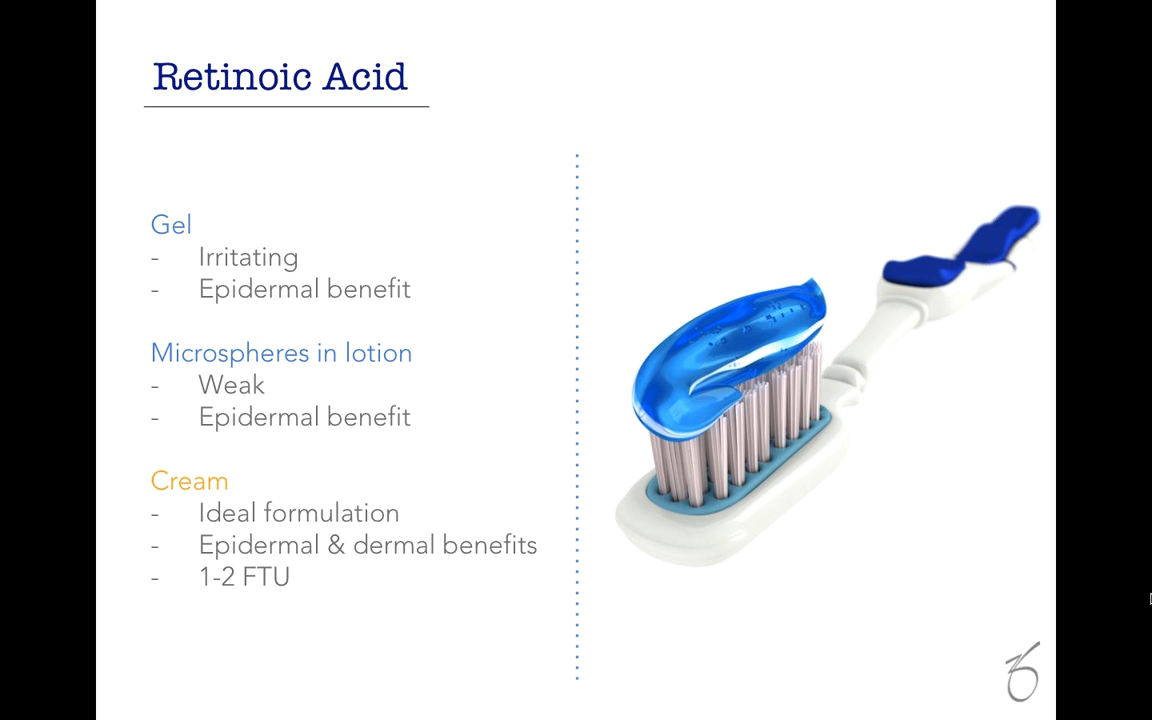 Retinoic Acid
Gel
- Irritating
- Epidermal benefit
Microspheres in lotion
- Weak
- Epidermal benefit
Cream
- Ideal formulation
- Epidermal & dermal benefits
- 1-2 FTU